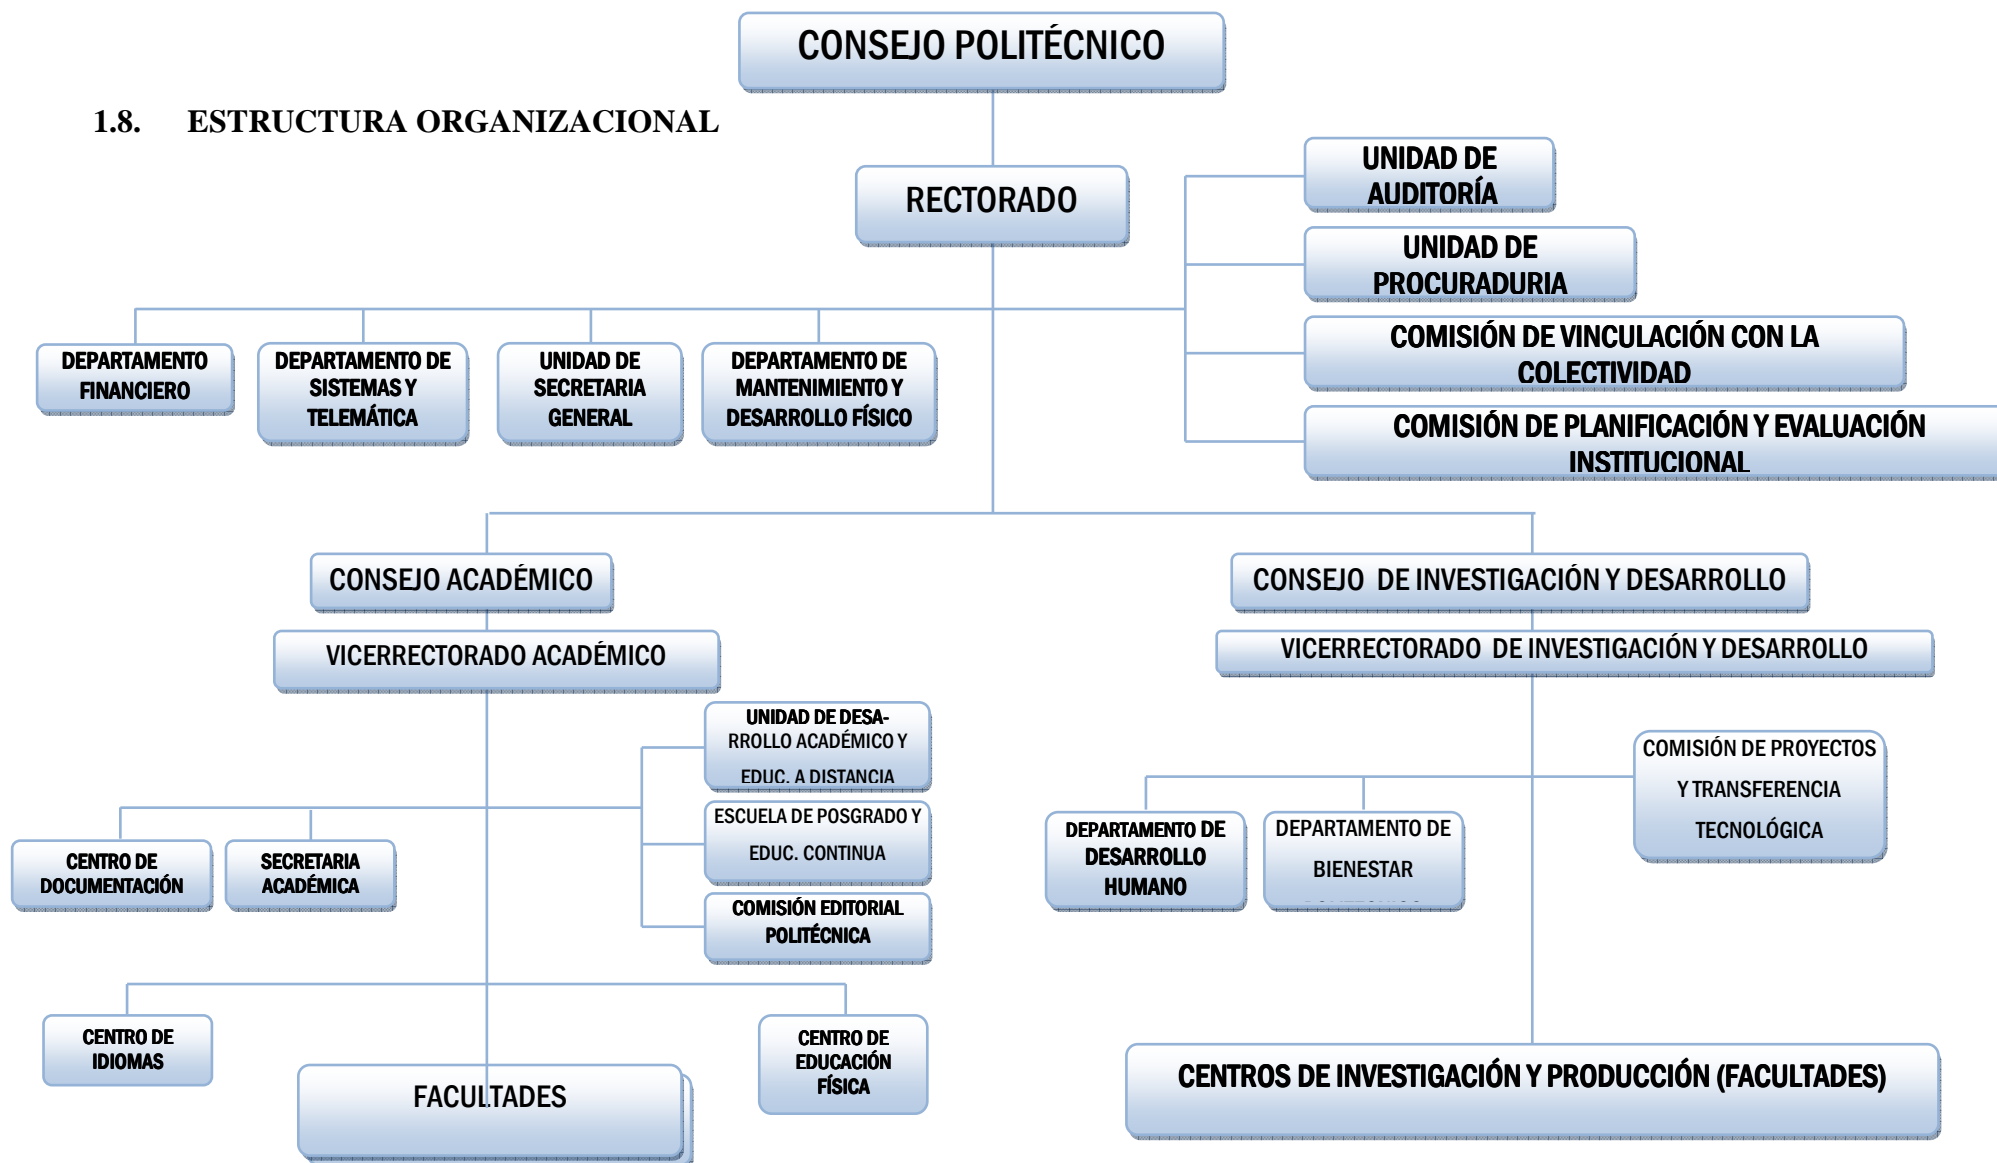 CONSEJO POLITÉCNICO
1.8. ESTRUCTURA ORGANIZACIONAL
RECTORADO
UNIDAD DE
AUDITORÍA
UNIDAD DE
PROCURADURIA
COMISIÓN DE VINCULACIÓN CON LA
COLECTIVIDAD
COMISIÓN DE PLANIFICACIÓN Y EVALUACIÓN
INSTITUCIONAL
DEPARTAMENTO
FINANCIERO
DEPARTAMENTO DE
SISTEMAS Y
TELEMÁTICA
UNIDAD DE
SECRETARIA
GENERAL
DEPARTAMENTO DE
MANTENIMIENTO Y
DESARROLLO FÍSICO
CONSEJO ACADÉMICO
VICERRECTORADO ACADÉMICO
UNIDAD DE DESA-
RROLLO ACADÉMICO Y
EDUC. A DISTANCIA
ESCUELA DE POSGRADO Y
EDUC. CONTINUA
COMISIÓN EDITORIAL
POLITÉCNICA
CENTRO DE
DOCUMENTACIÓN
SECRETARIA
ACADÉMICA
CENTRO DE
IDIOMAS
FACULTADES
CENTRO DE
EDUCACIÓN
FÍSICA
CONSEJO DE INVESTIGACIÓN Y DESARROLLO
VICERRECTORADO DE INVESTIGACIÓN Y DESARROLLO
COMISIÓN DE PROYECTOS
Y TRANSFERENCIA
TECNOLÓGICA
DEPARTAMENTO DE
DESARROLLO
HUMANO
DEPARTAMENTO DE
BIENESTAR
CENTROS DE INVESTIGACIÓN Y PRODUCCIÓN (FACULTADES)